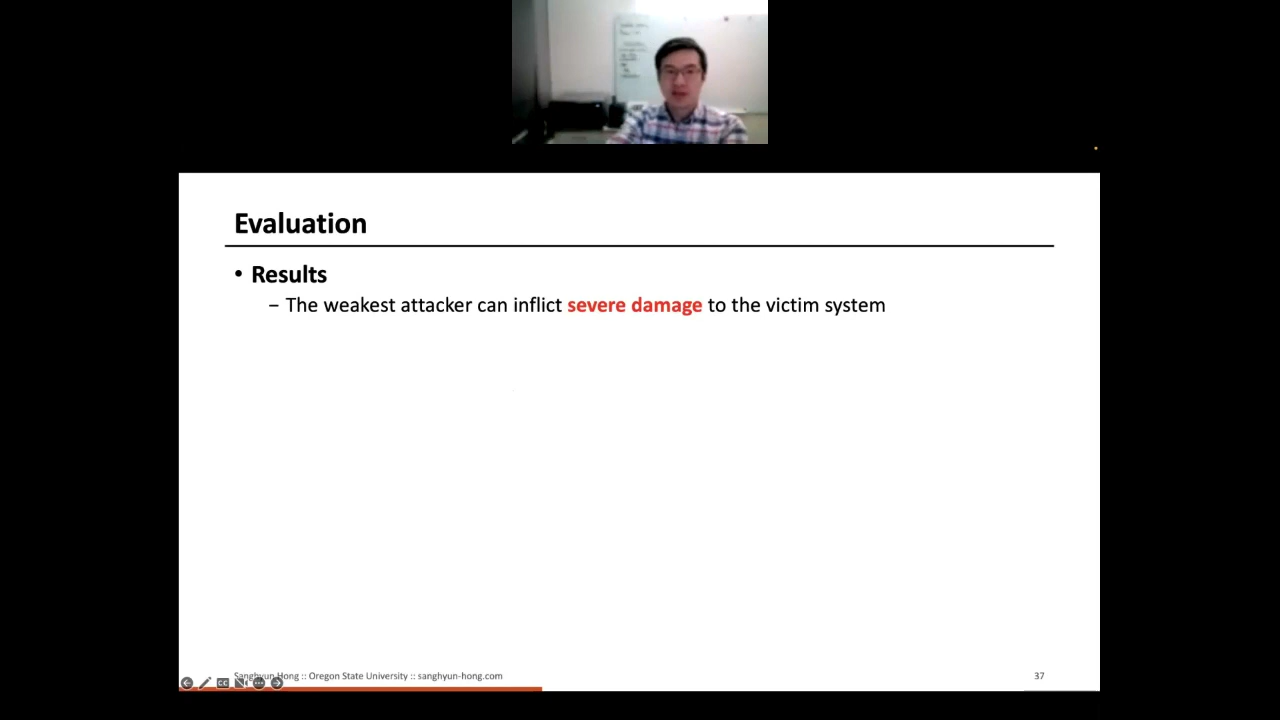 Evaluation
• Results
– The weakest attacker can inflict severe damage to the victim system
Sanghyun Hong :: Oregon State University :: sanghyun-hong.com
37
CC